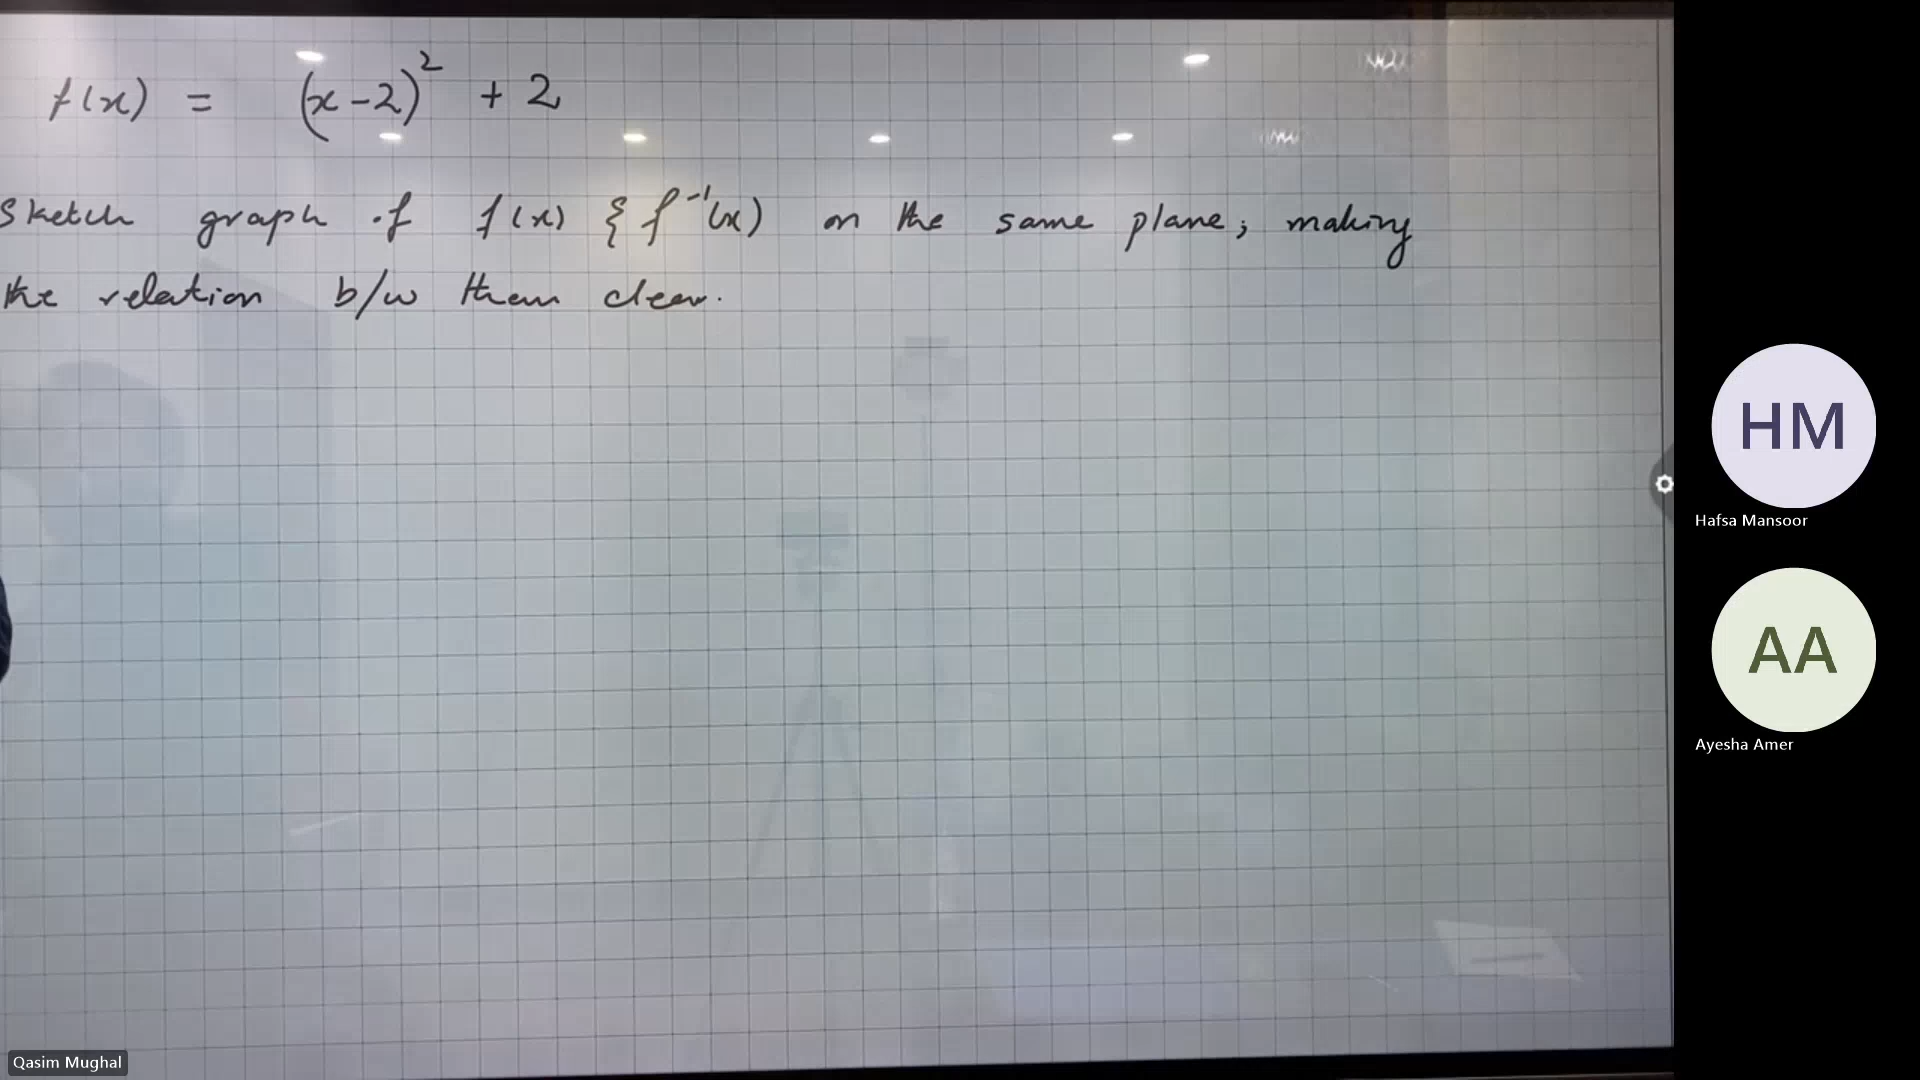 f(x) = (x-2)² + 2
Sketch graph of f(x) & f⁻¹(x) on the same plane; making
the relation b/w them clear.
HM
Hafsa Mansoor
AA
Ayesha Amer
Qasim Mughal